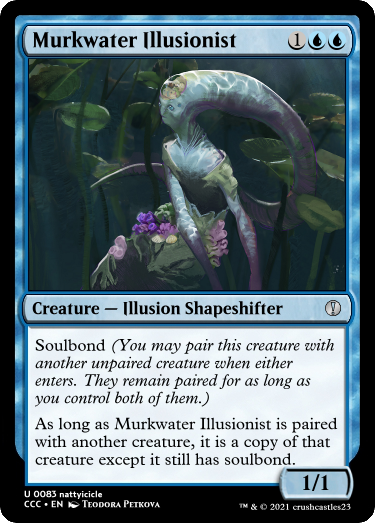 Murkwater Illusionist 1
Creature — Illusion Shapeshifter
Soulbond (You may pair this creature with
another unpaired creature when either
enters. They remain paired for as long as
you control both of them.)
As long as Murkwater Illusionist is paired
with another creature, it is a copy of that
creature except it still has soulbond.
1/1
U 0083 nattyicicle
CCC • EN Teodora Petkova
™ & © 2021 crushcastles23